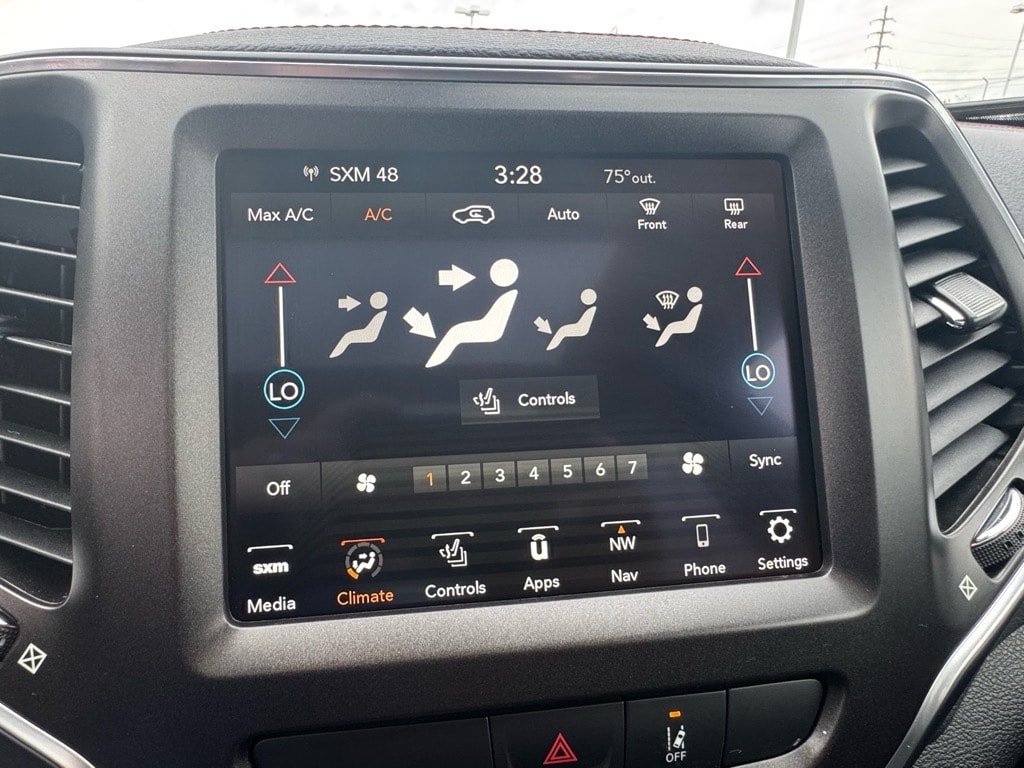 SXM 48 3:28 75°out.
Max A/C A/C Auto Front Rear
LO LO
Controls
Off 1 2 3 4 5 6 7 Sync
sxm NW
Media Climate Controls Apps Nav Phone Settings
OFF